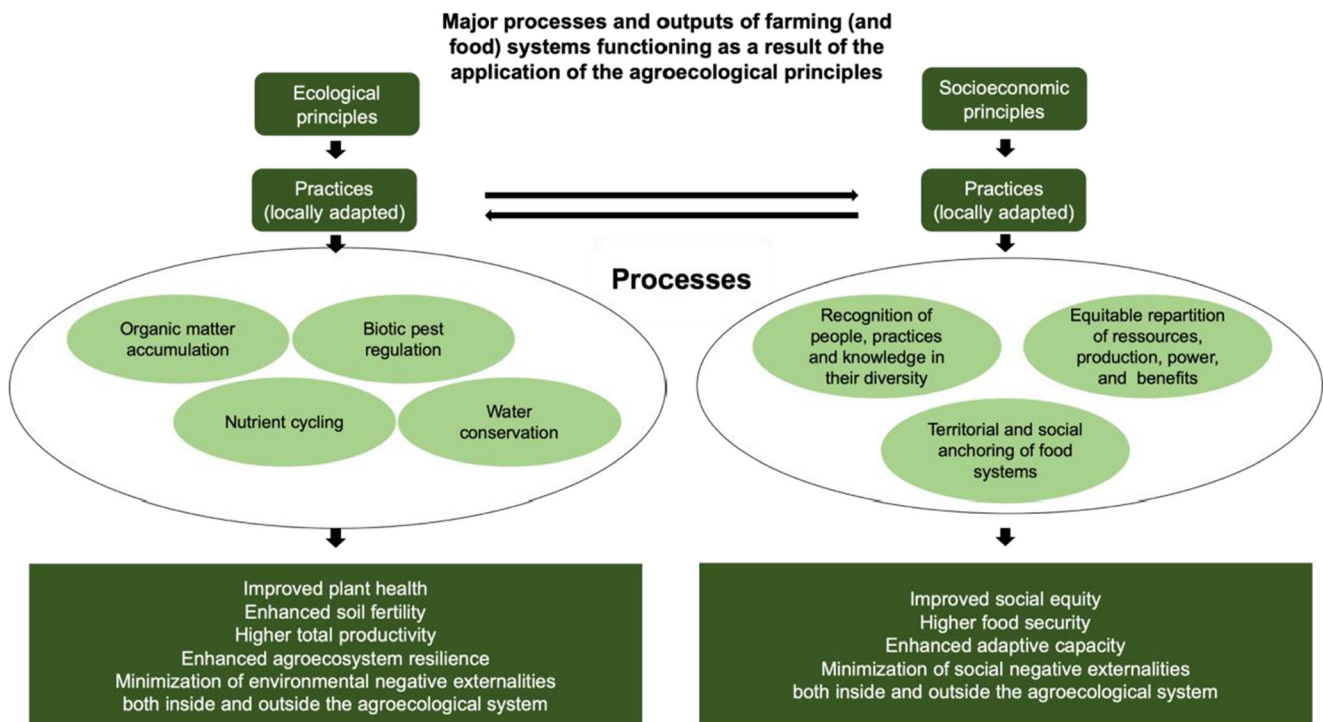 Major processes and outputs of farming (and
food) systems functioning as a result of the
application of the agroecological principles
Ecological
principles
Socioeconomic
principles
Practices
(locally adapted)
Practices
(locally adapted)
Processes
Organic matter
accumulation
Biotic pest
regulation
Nutrient cycling
Water
conservation
Recognition of
people, practices
and knowledge in
their diversity
Equitable repartition
of ressources,
production, power,
and benefits
Territorial and social
anchoring of food
systems
Improved plant health
Enhanced soil fertility
Higher total productivity
Enhanced agroecosystem resilience
Minimization of environmental negative externalities
both inside and outside the agroecological system
Improved social equity
Higher food security
Enhanced adaptive capacity
Minimization of social negative externalities
both inside and outside the agroecological system